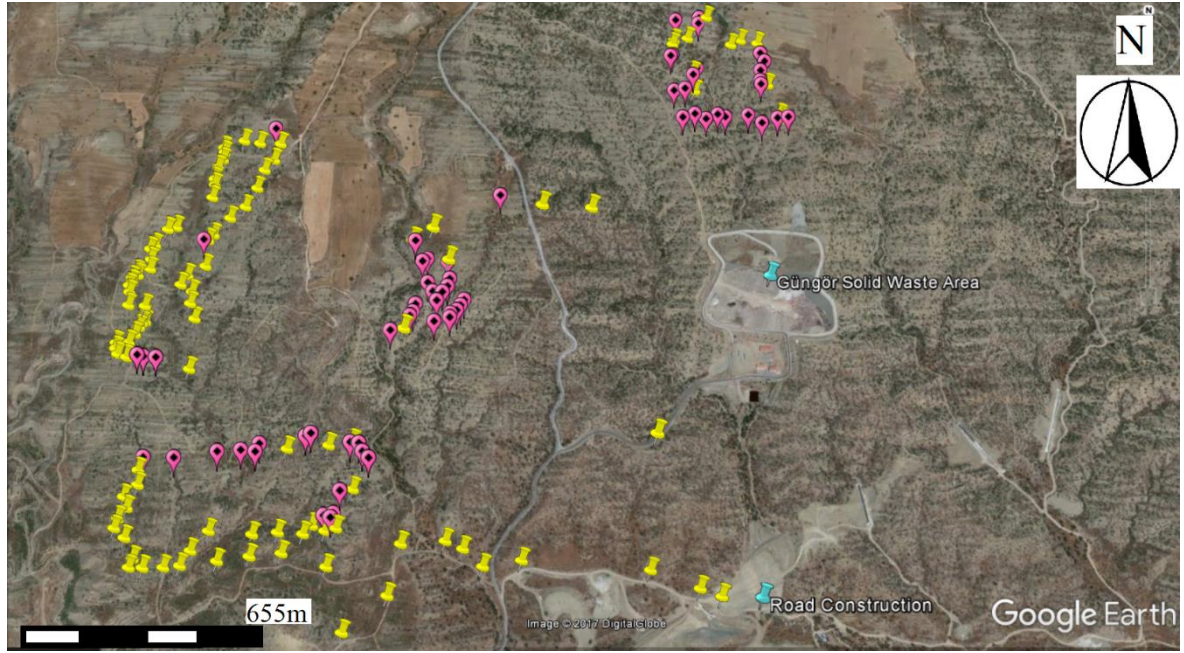 N
N
Güngör Solid Waste Area
655m
Road Construction
Image © 2017 DigitalGlobe
Google Earth